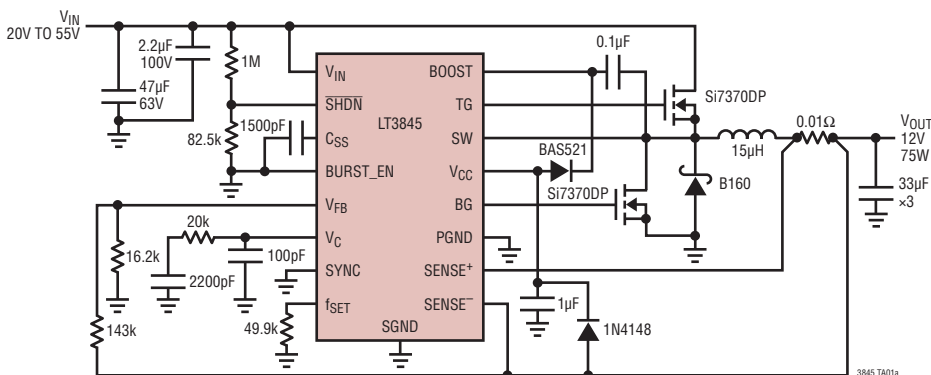 VIN
20V TO 55V
47µF
63V
2.2µF
100V
1M
82.5k
1500pF
VIN
SHDN
CSS
BURST_EN
VFB
VC
SYNC
fSET
SGND
LT3845
BOOST
TG
SW
VCC
BG
PGND
SENSE+
SENSE–
0.1µF
Si7370DP
BAS521
Si7370DP
15µH
B160
0.01Ω
VOUT
12V
75W
33µF
×3
16.2k
20k
2200pF
100pF
143k
49.9k
1µF
1N4148
3845 TA01a